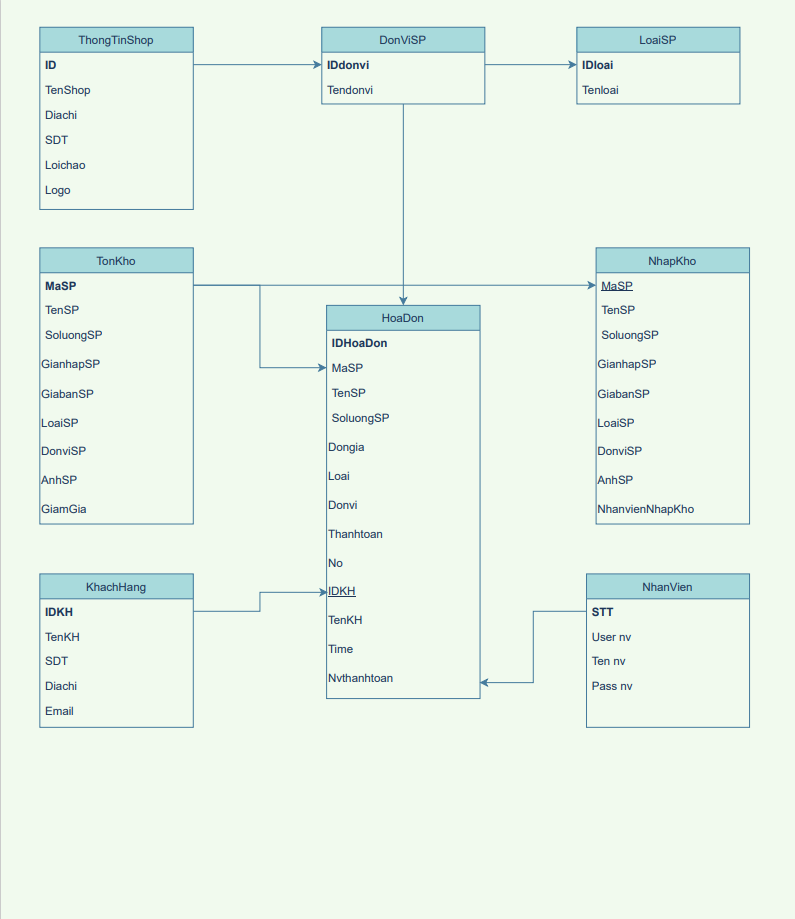 ThongTinShop
ID
TenShop
Diachi
SDT
Loichao
Logo
DonViSP
IDdonvi
Tendonvi
LoaiSP
IDloai
Tenloai
TonKho
MaSP
TenSP
SoluongSP
GianhapSP
GiabanSP
LoaiSP
DonviSP
AnhSP
GiamGia
HoaDon
IDHoaDon
MaSP
TenSP
SoluongSP
Dongia
Loai
Donvi
Thanhtoan
No
IDKH
TenKH
Time
Nvthanhtoan
NhapKho
MaSP
TenSP
SoluongSP
GianhapSP
GiabanSP
LoaiSP
DonviSP
AnhSP
NhanvienNhapKho
KhachHang
IDKH
TenKH
SDT
Diachi
Email
NhanVien
STT
User nv
Ten nv
Pass nv